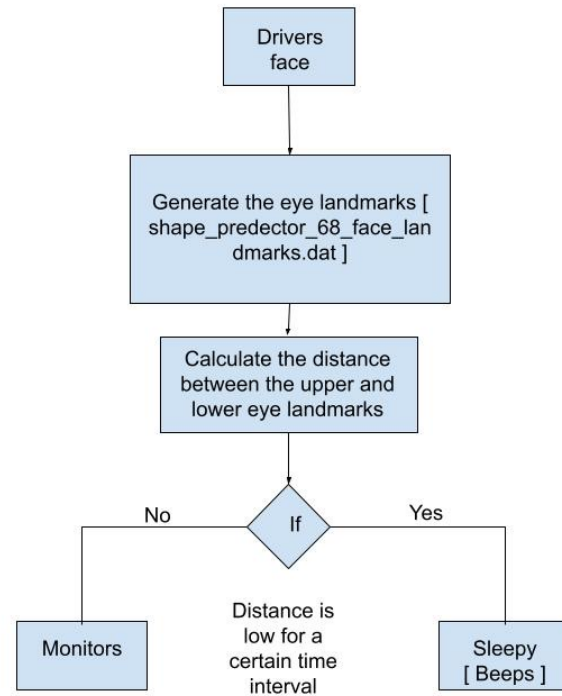 Drivers
face
Generate the eye landmarks [
shape_predector_68_face_lan
dmarks.dat ]
Calculate the distance
between the upper and
lower eye landmarks
No
If
Yes
Distance is
low for a
certain time
interval
Monitors
Sleepy
[ Beeps ]